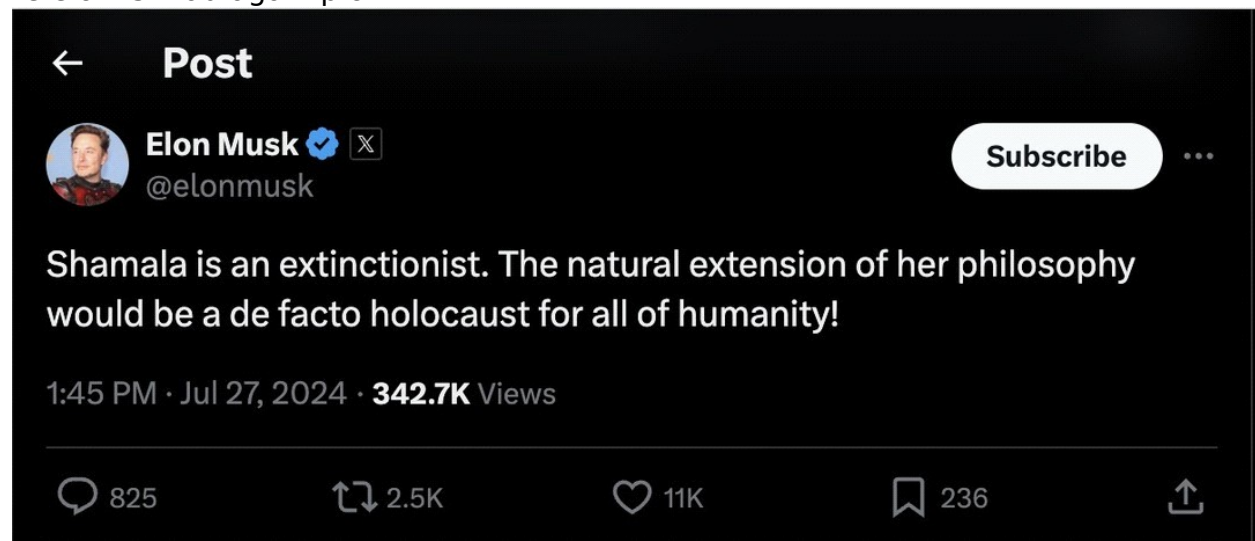 Post
Elon Musk
@elonmusk
Subscribe
Shamala is an extinctionist. The natural extension of her philosophy
would be a de facto holocaust for all of humanity!
1:45 PM · Jul 27, 2024 · 342.7K Views
825 2.5K 11K 236